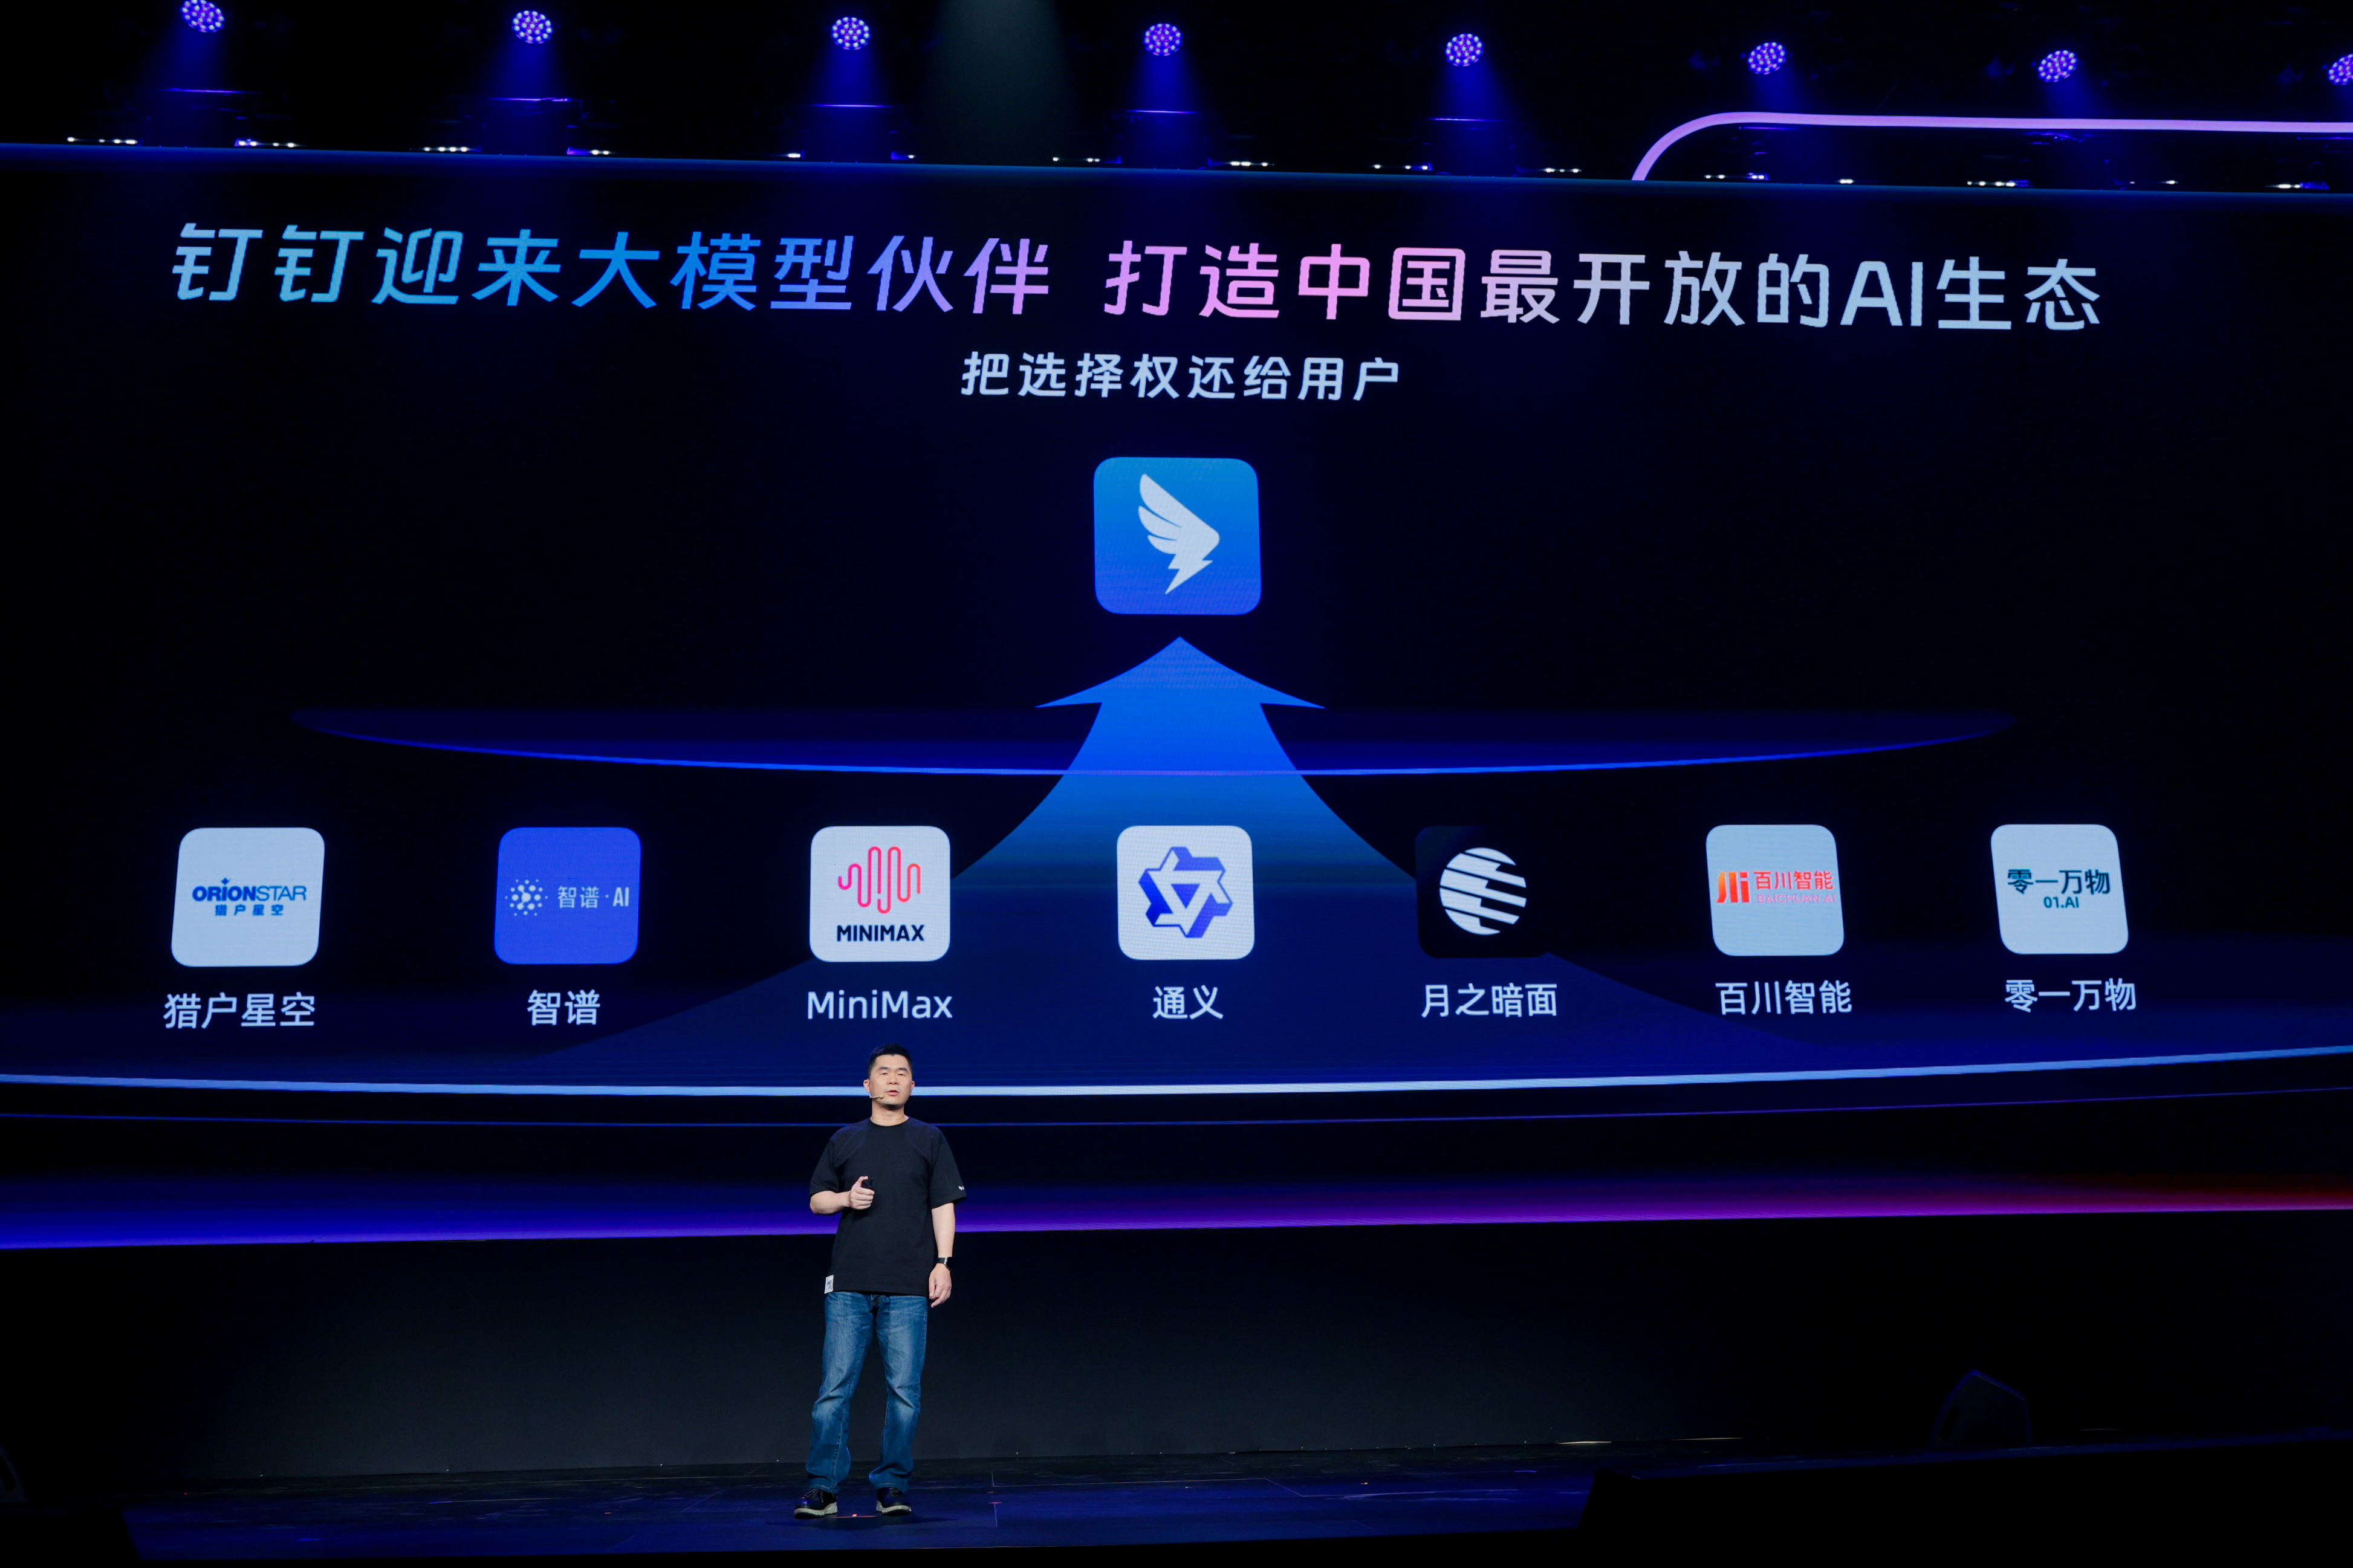 钉钉迎来大模型伙伴 打造中国最开放的AI生态
把选择权还给用户
ORIONSTAR
猎户星空
智谱·AI
MINIMAX
百川智能
BAICHUAN AI
零一万物
01.AI
猎户星空
智谱
MiniMax
通义
月之暗面
百川智能
零一万物